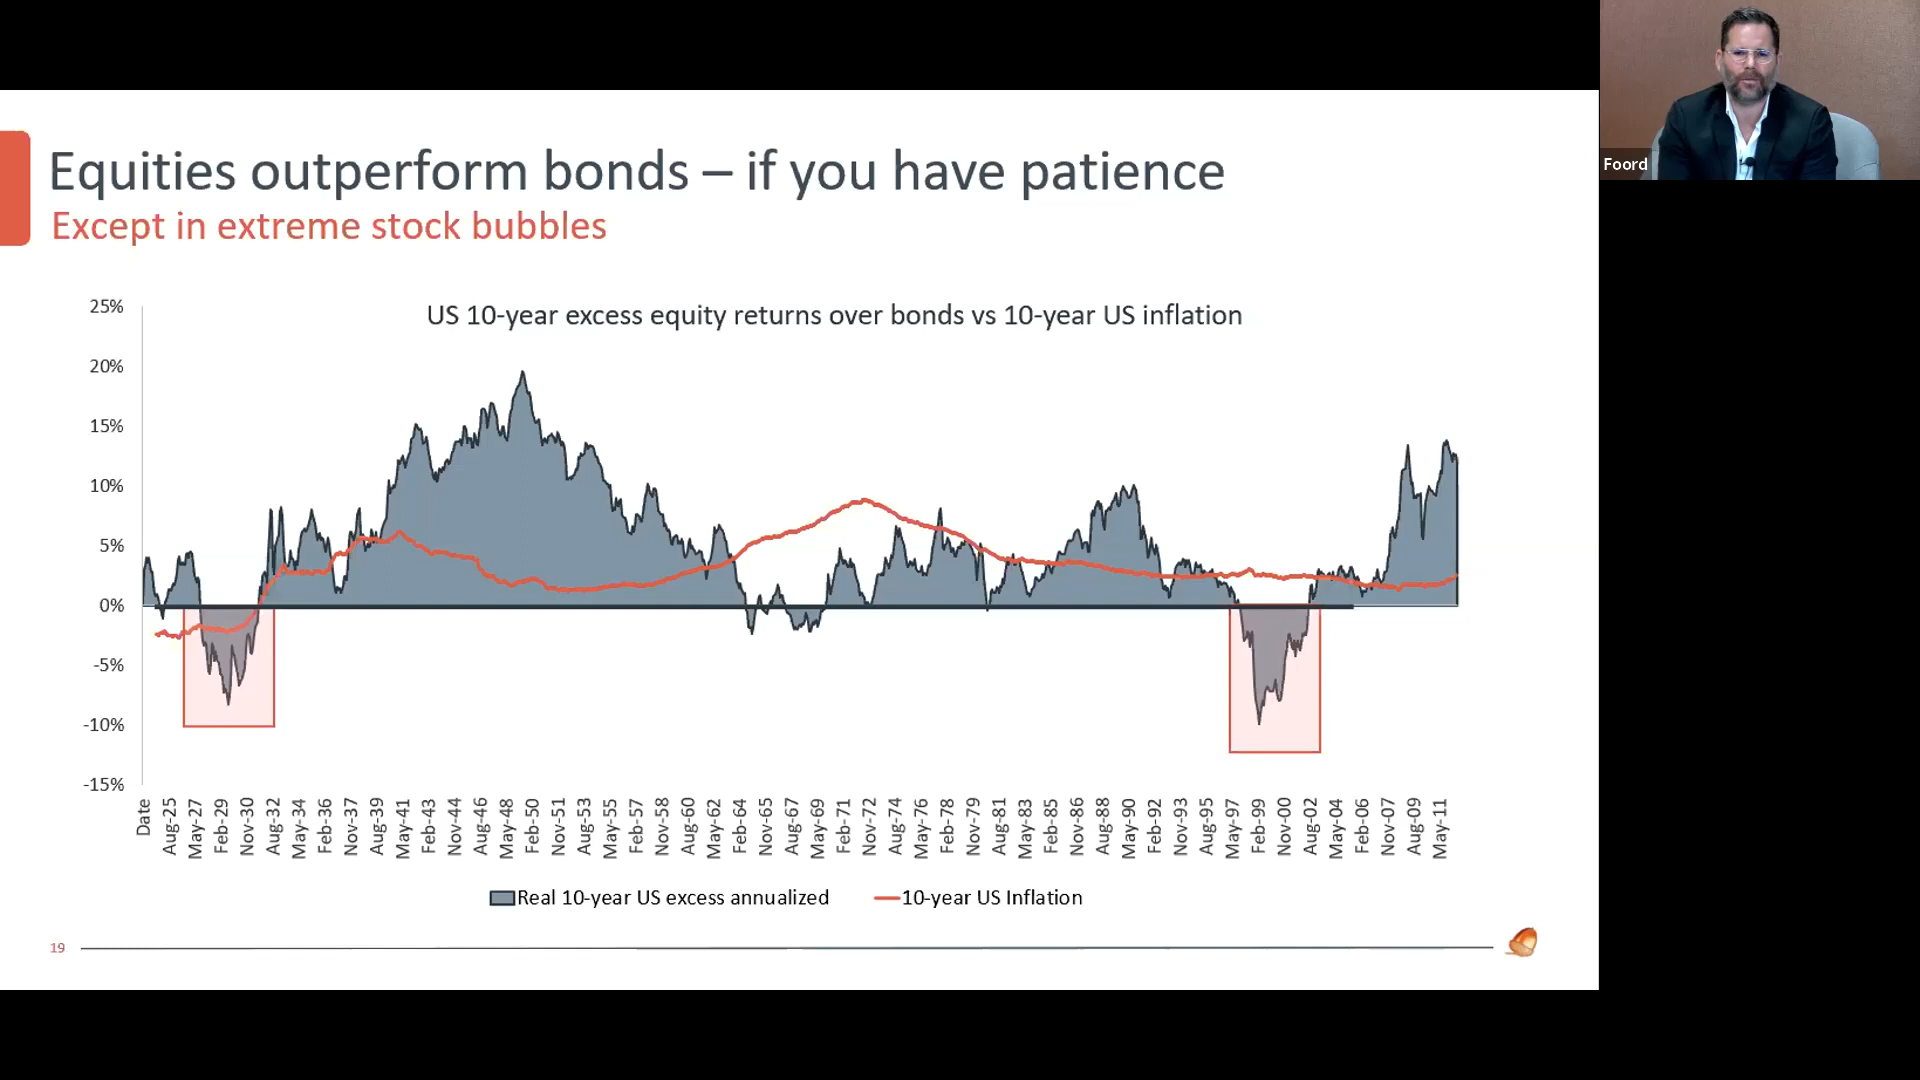 Equities outperform bonds – if you have patience
Except in extreme stock bubbles
Foord
US 10-year excess equity returns over bonds vs 10-year US inflation
25%
20%
15%
10%
5%
0%
-5%
-10%
-15%
Date
Aug-25
May-27
Feb-29
Nov-30
Aug-32
May-34
Feb-36
Nov-37
Aug-39
May-41
Feb-43
Nov-44
Aug-46
May-48
Feb-50
Nov-51
Aug-53
May-55
Feb-57
Nov-58
Aug-60
May-62
Feb-64
Nov-65
Aug-67
May-69
Feb-71
Nov-72
Aug-74
May-76
Feb-78
Nov-79
Aug-81
May-83
Feb-85
Nov-86
Aug-88
May-90
Feb-92
Nov-93
Aug-95
May-97
Feb-99
Nov-00
Aug-02
May-04
Feb-06
Nov-07
Aug-09
May-11
Real 10-year US excess annualized
10-year US Inflation
19